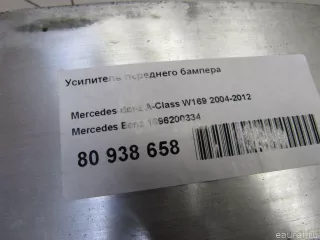 Усилитель переднего бампера
Mercedes Benz A-Class W169 2004-2012
Mercedes Benz 1696200334
80 938 658